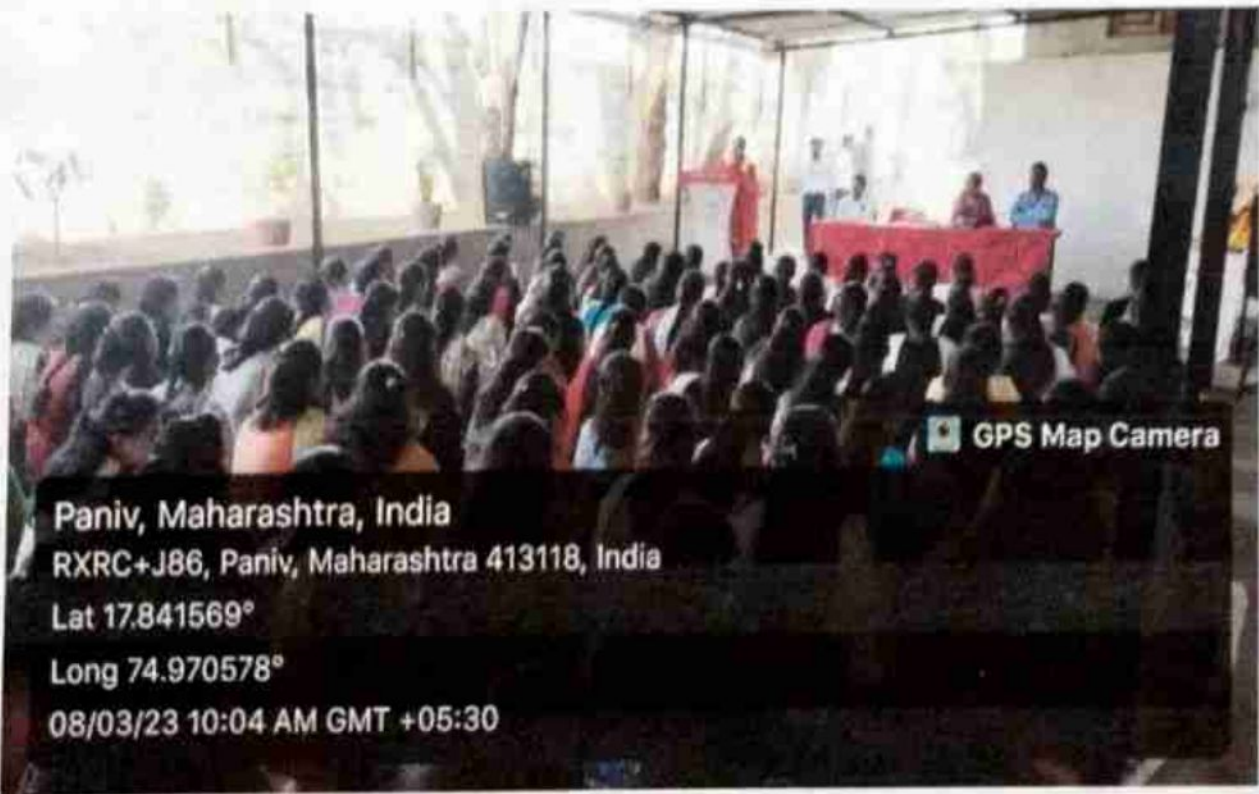 GPS Map Camera
Paniv, Maharashtra, India
RXRC+J86, Paniv, Maharashtra 413118, India
Lat 17.841569°
Long 74.970578°
08/03/23 10:04 AM GMT +05:30